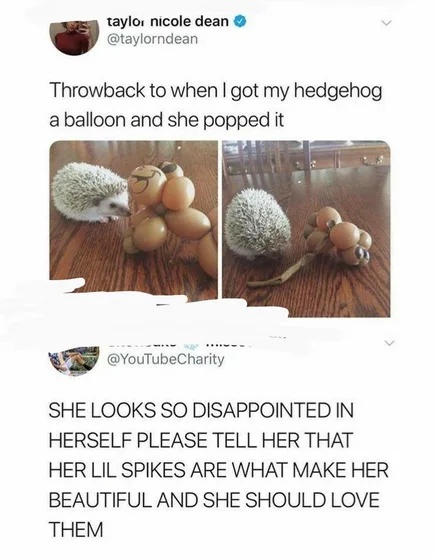 taylor nicole dean
@taylorndean
Throwback to when I got my hedgehog
a balloon and she popped it
@YouTubeCharity
SHE LOOKS SO DISAPPOINTED IN
HERSELF PLEASE TELL HER THAT
HER LIL SPIKES ARE WHAT MAKE HER
BEAUTIFUL AND SHE SHOULD LOVE
THEM